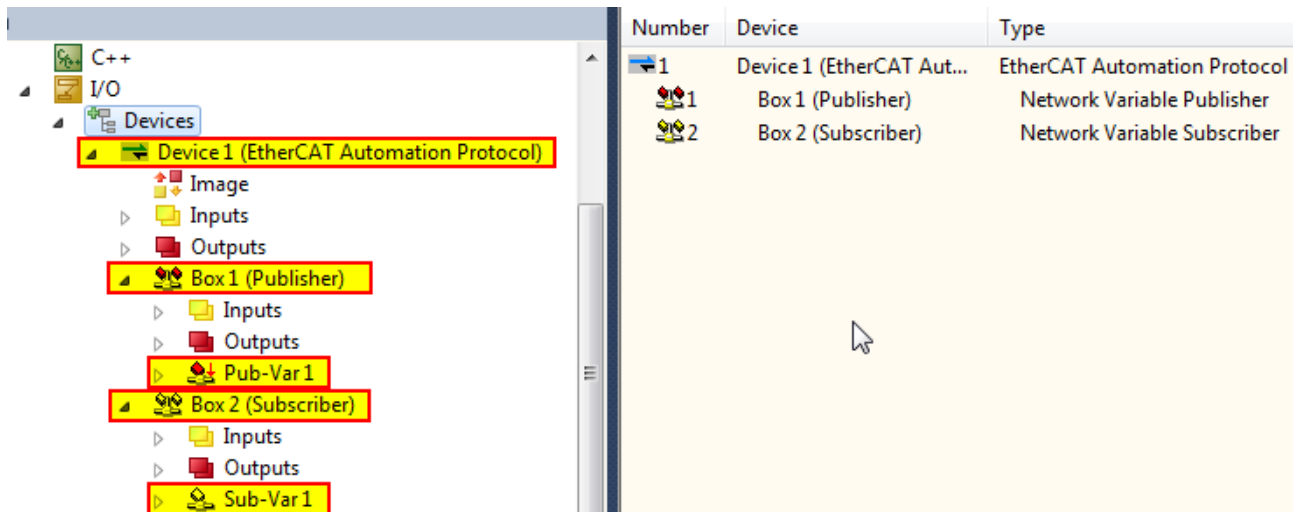 C++
I/O
Devices
Device 1 (EtherCAT Automation Protocol)
Image
Inputs
Outputs
Box 1 (Publisher)
Inputs
Outputs
Pub-Var 1
Box 2 (Subscriber)
Inputs
Outputs
Sub-Var 1
Number Device Type
1 Device 1 (EtherCAT Aut... EtherCAT Automation Protocol
1 Box 1 (Publisher) Network Variable Publisher
2 Box 2 (Subscriber) Network Variable Subscriber